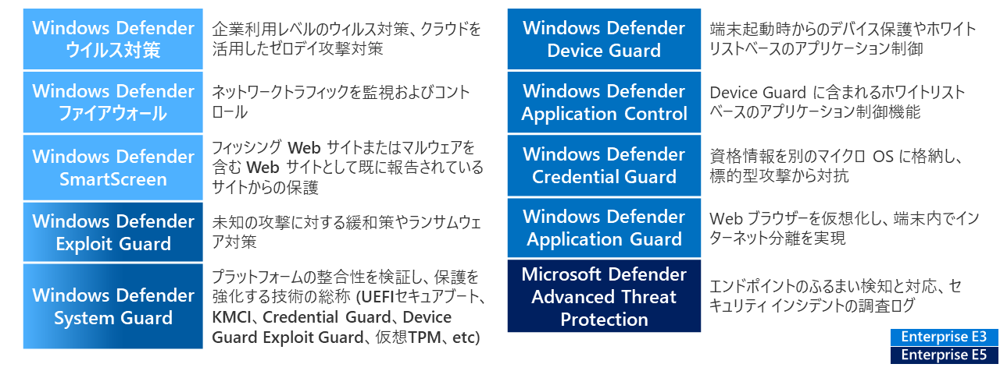 Windows Defender
ウイルス対策
企業利用レベルのウィルス対策、クラウドを
活用したゼロデイ攻撃対策
Windows Defender
ファイアウォール
ネットワークトラフィックを監視およびコント
ロール
Windows Defender
SmartScreen
フィッシング Web サイトまたはマルウェアを
含む Web サイトとして既に報告されている
サイトからの保護
Windows Defender
Exploit Guard
未知の攻撃に対する緩和策やランサムウェ
ア対策
Windows Defender
System Guard
プラットフォームの整合性を検証し、保護を
強化する技術の総称 (UEFIセキュアブート、
KMCI、Credential Guard、Device
Guard Exploit Guard、仮想TPM、etc)
Windows Defender
Device Guard
端末起動時からのデバイス保護やホワイト
リストベースのアプリケーション制御
Windows Defender
Application Control
Device Guard に含まれるホワイトリスト
ベースのアプリケーション制御機能
Windows Defender
Credential Guard
資格情報を別のマイクロ OS に格納し、
標的型攻撃から対抗
Windows Defender
Application Guard
Web ブラウザーを仮想化し、端末内でイン
ターネット分離を実現
Microsoft Defender
Advanced Threat
Protection
エンドポイントのふるまい検知と対応、セ
キュリティ インシデントの調査ログ
Enterprise E3
Enterprise E5